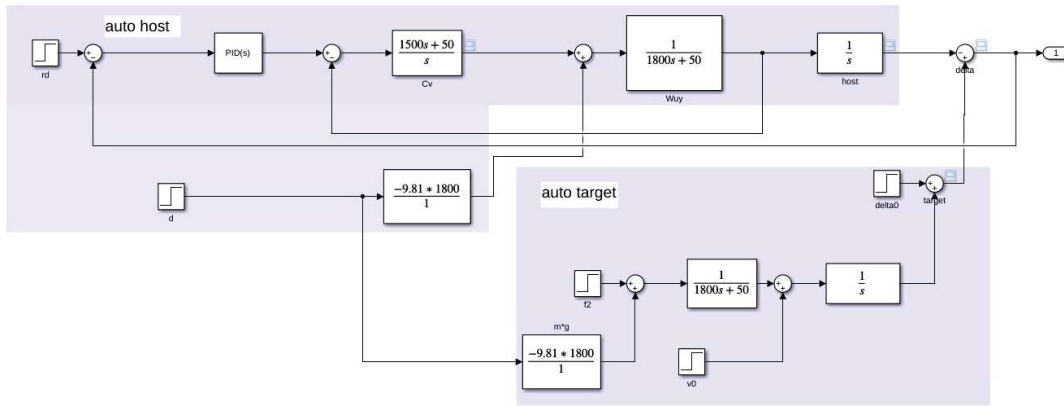 auto host
rd
+
−
PID(s)
+
−
1500s + 50
s
Cv
+
+
1
1800s + 50
Wuy
1
s
host
−
+
delta
1
d
−9.81 * 1800
1
auto target
delta0
+
+
target
f2
+
+
1
1800s + 50
+
+
1
s
m*g
−9.81 * 1800
1
v0